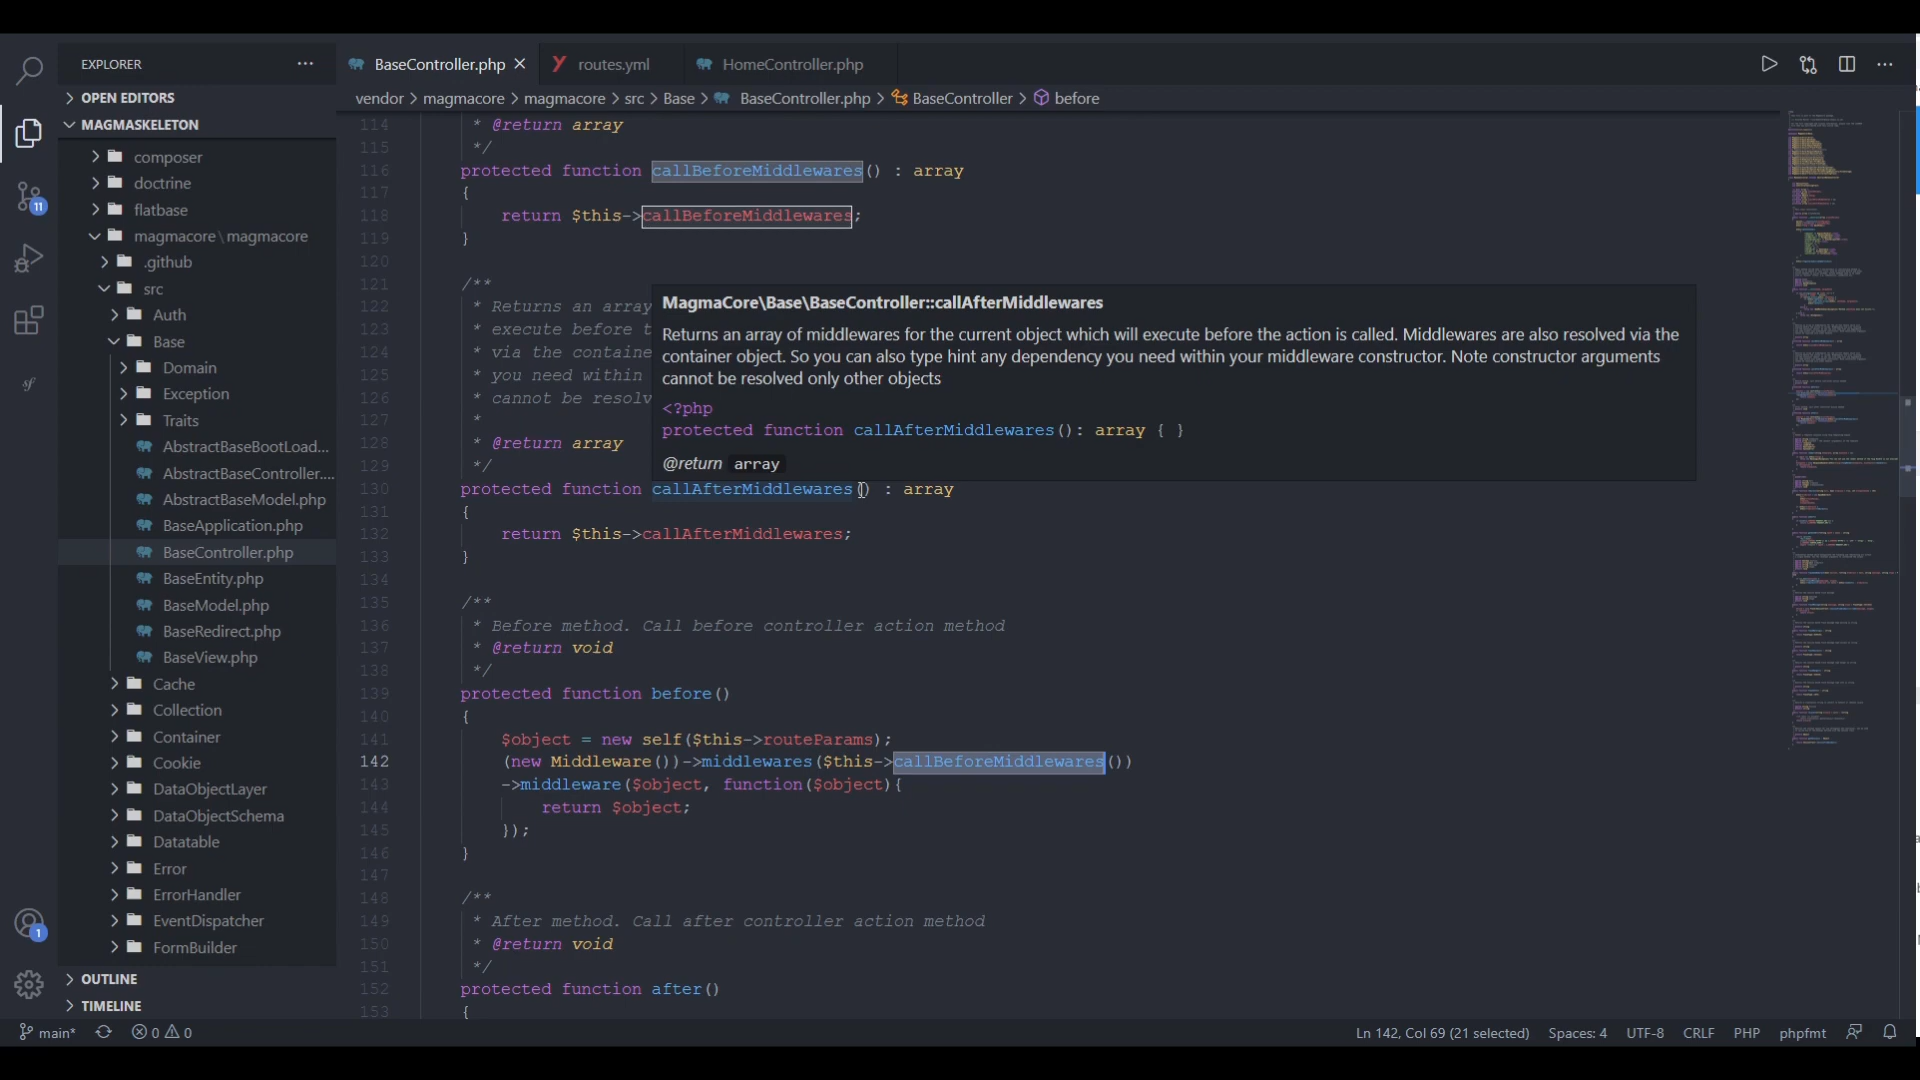 EXPLORER
OPEN EDITORS
MAGMASKELETON
composer
doctrine
flatbase
magmacore\magmacore
.github
src
Auth
Base
Domain
Exception
Traits
AbstractBaseBootLoad...
AbstractBaseController....
AbstractBaseModel.php
BaseApplication.php
BaseController.php
BaseEntity.php
BaseModel.php
BaseRedirect.php
BaseView.php
Cache
Collection
Container
Cookie
DataObjectLayer
DataObjectSchema
Datatable
Error
ErrorHandler
EventDispatcher
FormBuilder
OUTLINE
TIMELINE
11
1
BaseController.php
routes.yml
HomeController.php
vendor > magmacore > magmacore > src > Base > BaseController.php > BaseController > before
114 * @return array
115 */
116 protected function callBeforeMiddlewares() : array
117 {
118 return $this->callBeforeMiddlewares;
119 }
120
121 /**
122 * Returns an array
123 * execute before t
124 * via the containe
125 * you need within
126 * cannot be resolv
127 *
128 * @return array
129 */
MagmaCore\Base\BaseController::callAfterMiddlewares
Returns an array of middlewares for the current object which will execute before the action is called. Middlewares are also resolved via the
container object. So you can also type hint any dependency you need within your middleware constructor. Note constructor arguments
cannot be resolved only other objects
<?php
protected function callAfterMiddlewares(): array { }
@return array
130 protected function callAfterMiddlewares() : array
131 {
132 return $this->callAfterMiddlewares;
133 }
134
135 /**
136 * Before method. Call before controller action method
137 * @return void
138 */
139 protected function before()
140 {
141 $object = new self($this->routeParams);
142 (new Middleware())->middlewares($this->callBeforeMiddlewares())
143 ->middleware($object, function($object){
144 return $object;
145 });
146 }
147
148 /**
149 * After method. Call after controller action method
150 * @return void
151 */
152 protected function after()
153 {
main* 0 0 Ln 142, Col 69 (21 selected) Spaces: 4 UTF-8 CRLF PHP phpfmt